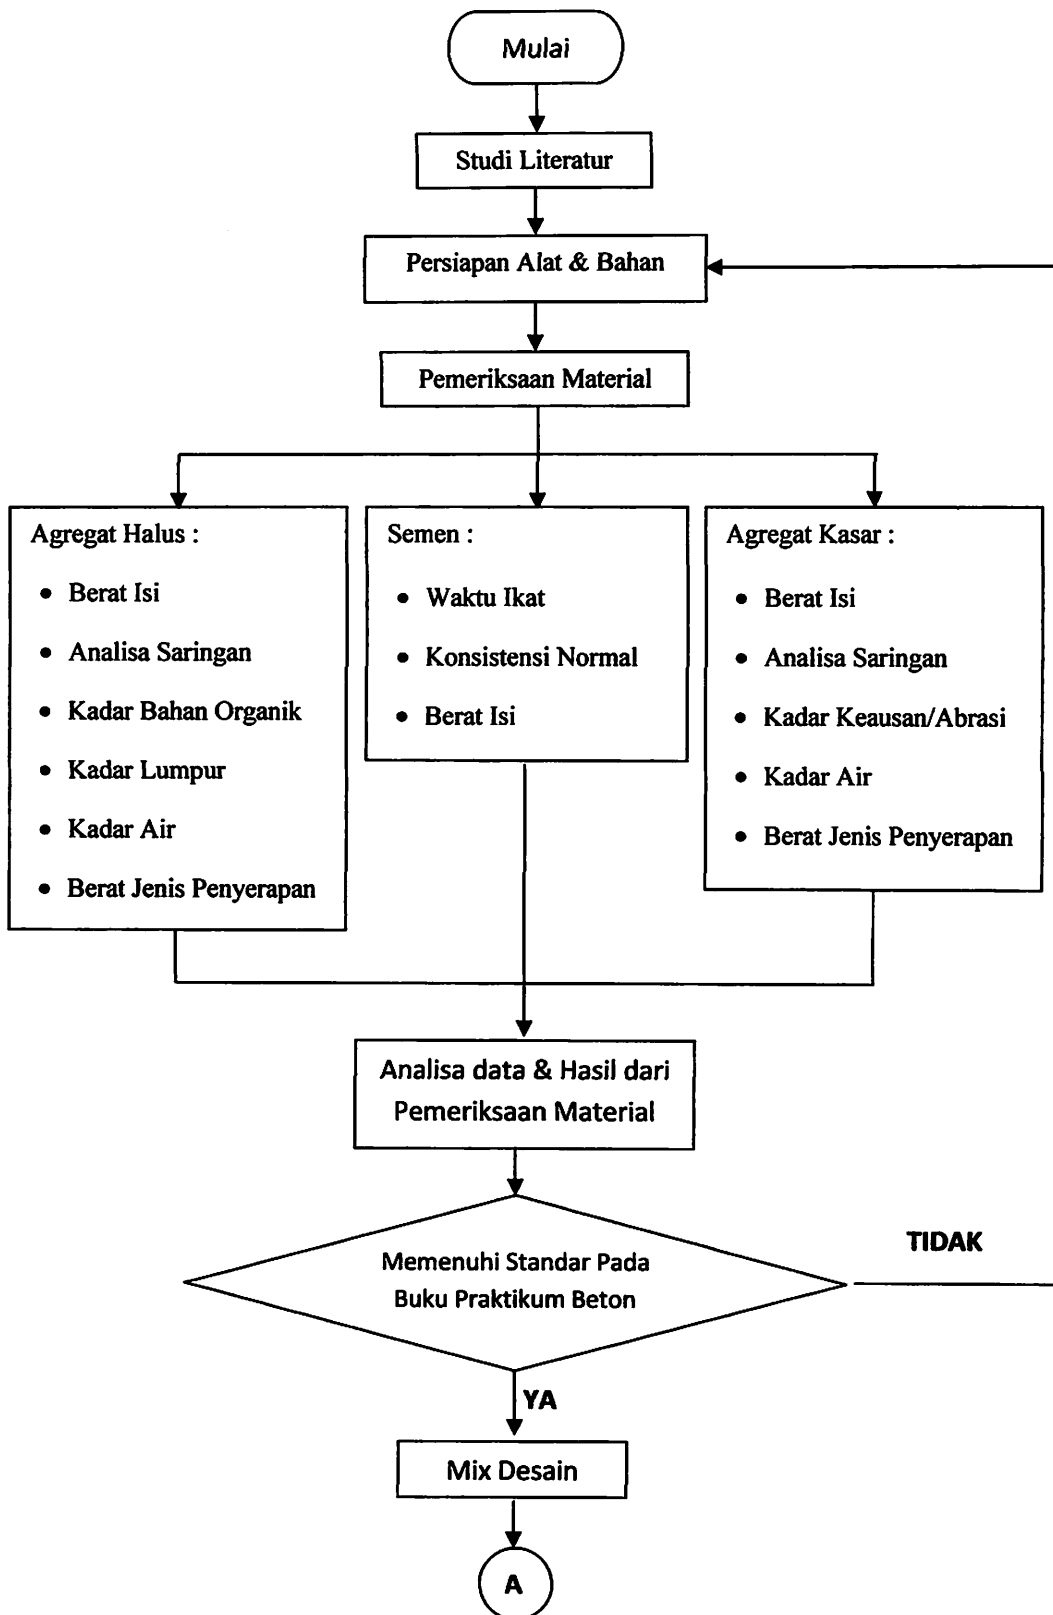 Mulai
Studi Literatur
Persiapan Alat & Bahan
Pemeriksaan Material
Agregat Halus :
• Berat Isi
• Analisa Saringan
• Kadar Bahan Organik
• Kadar Lumpur
• Kadar Air
• Berat Jenis Penyerapan
Semen :
• Waktu Ikat
• Konsistensi Normal
• Berat Isi
Agregat Kasar :
• Berat Isi
• Analisa Saringan
• Kadar Keausan/Abrasi
• Kadar Air
• Berat Jenis Penyerapan
Analisa data & Hasil dari
Pemeriksaan Material
Memenuhi Standar Pada
Buku Praktikum Beton
TIDAK
YA
Mix Desain
A